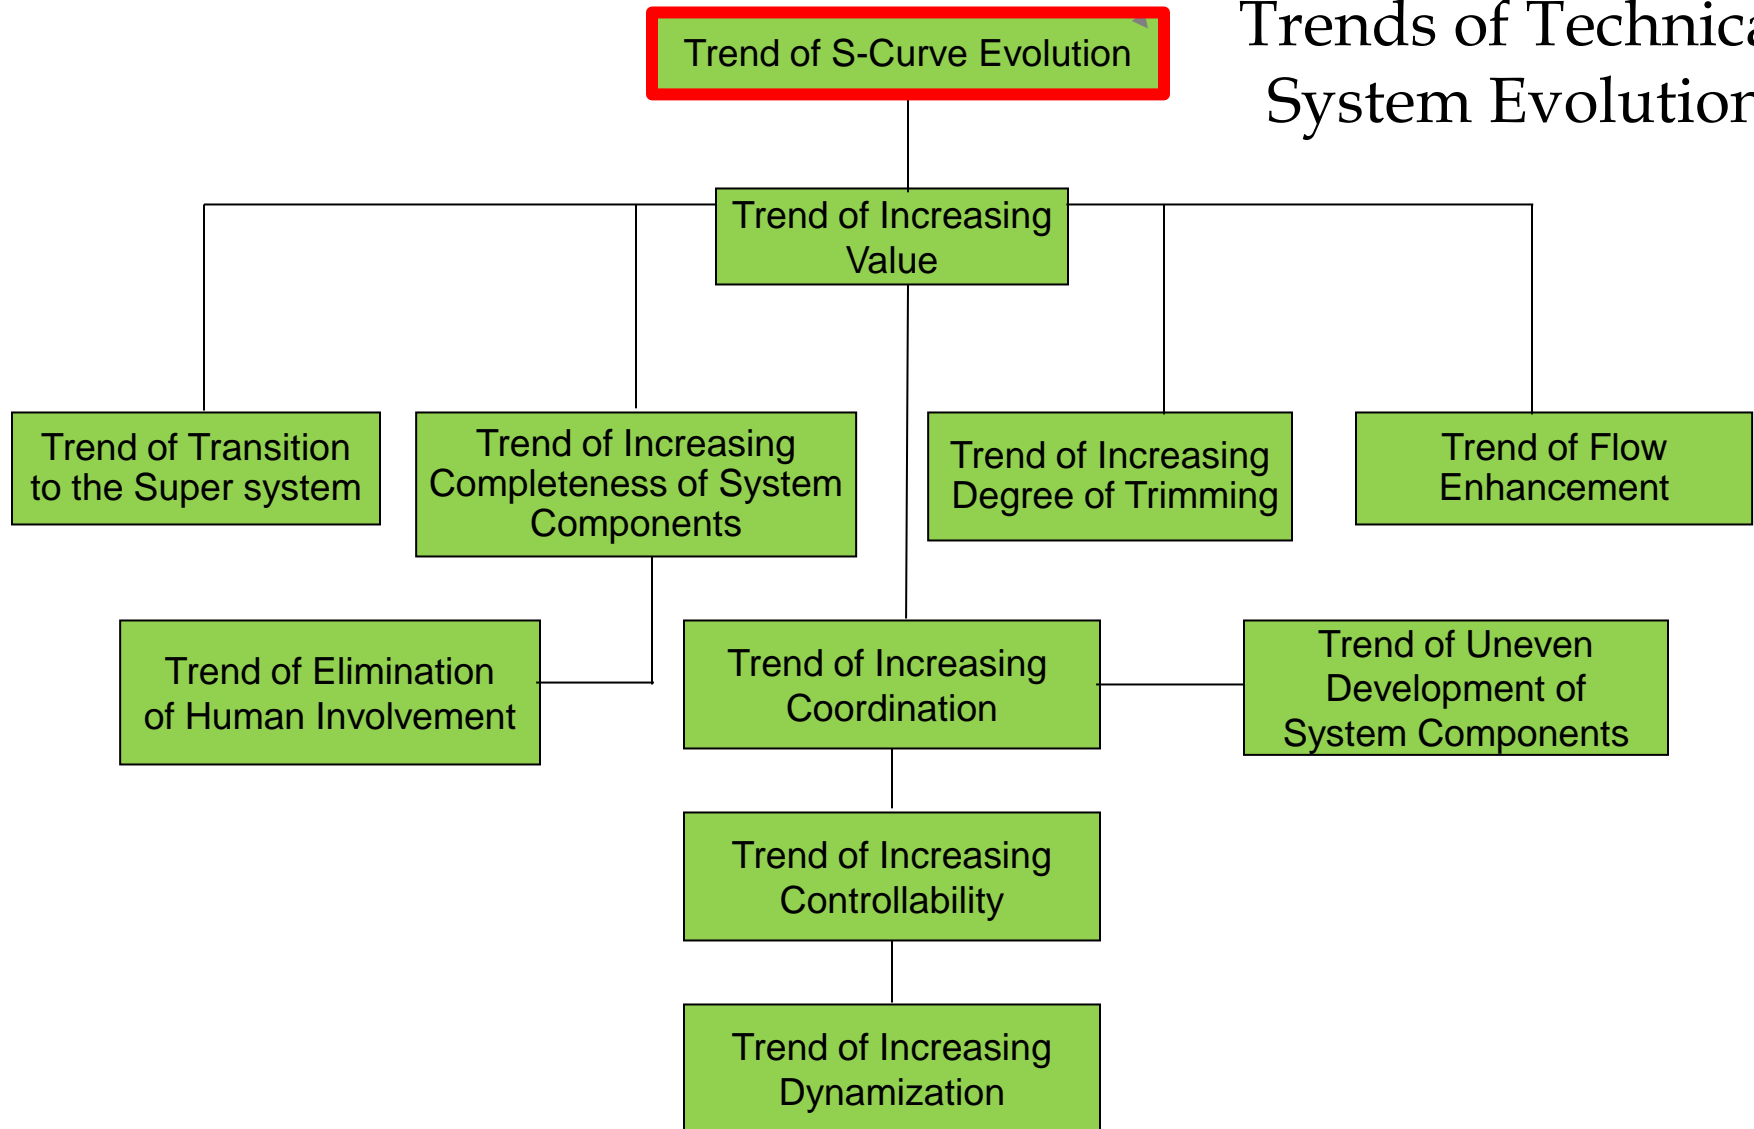 Trend of S-Curve Evolution
Trends of Technica
System Evolution
Trend of Increasing
Value
Trend of Transition
to the Super system
Trend of Increasing
Completeness of System
Components
Trend of Increasing
Degree of Trimming
Trend of Flow
Enhancement
Trend of Elimination
of Human Involvement
Trend of Increasing
Coordination
Trend of Uneven
Development of
System Components
Trend of Increasing
Controllability
Trend of Increasing
Dynamization